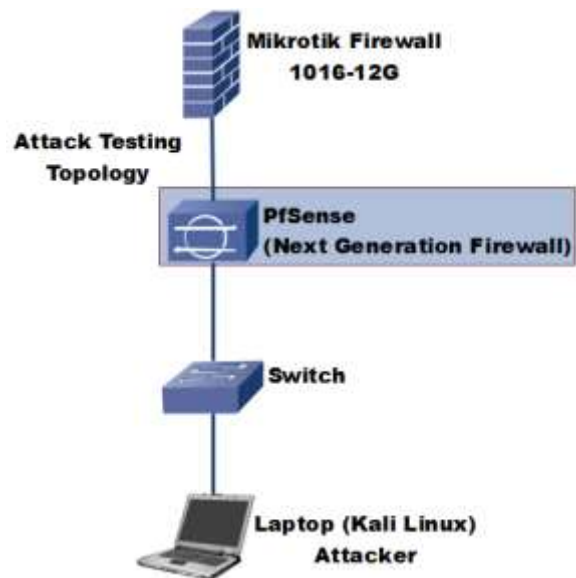 Mikrotik Firewall
1016-12G
Attack Testing
Topology
PfSense
(Next Generation Firewall)
Switch
Laptop (Kali Linux)
Attacker